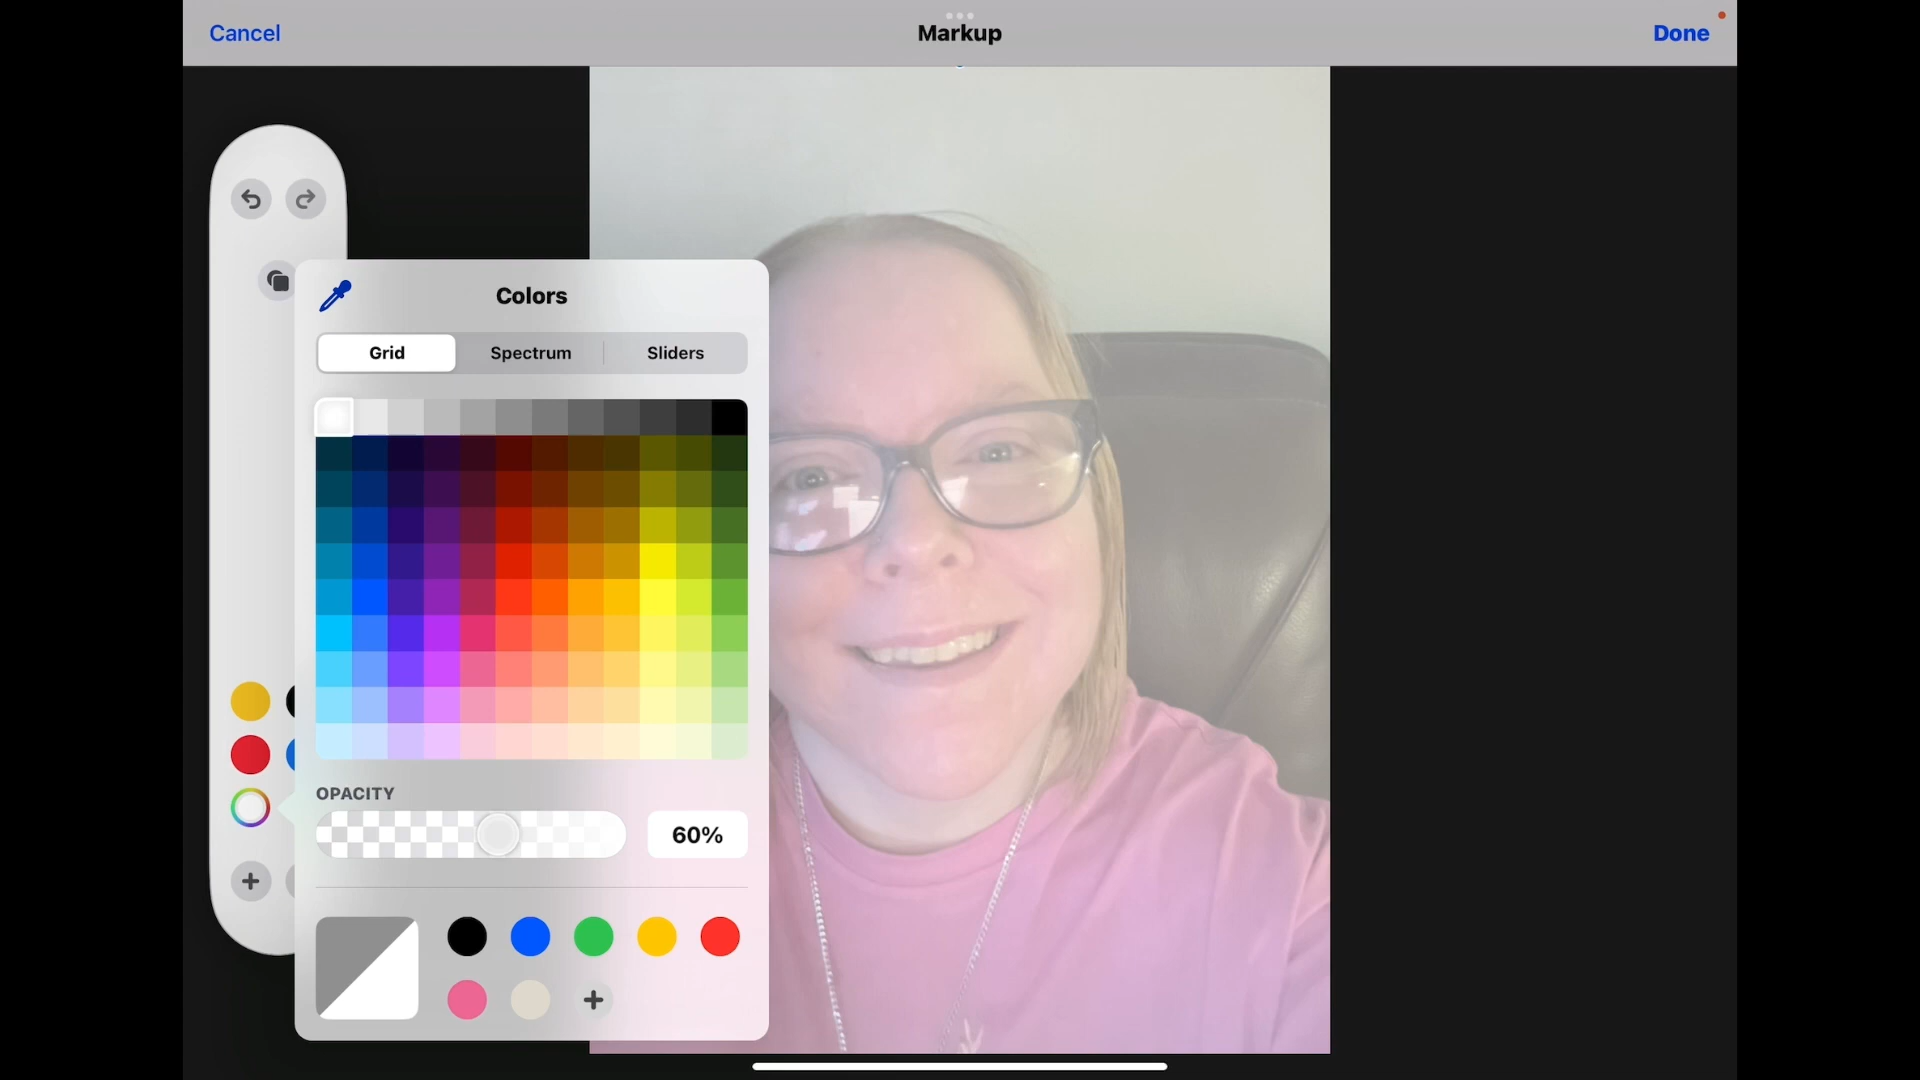 Cancel
Markup
Done
Colors
Grid
Spectrum
Sliders
OPACITY
60%